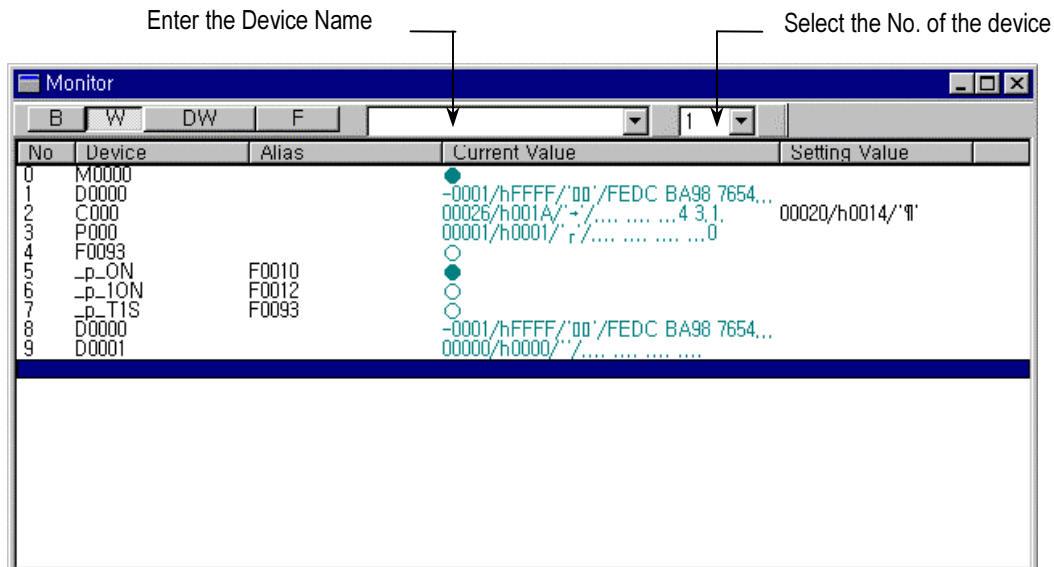 Enter the Device Name
Select the No. of the device
Monitor
B W DW F 1
No Device Alias Current Value Setting Value
0 M0000
1 D0000 -0001/hFFFF/'▯▯'/FEDC BA98 7654,,,
2 C000 00026/h001A/'→'/.... .... ...4 3.1. 00020/h0014/'¶'
3 P000 00001/h0001/'┌'/.... .... .... ...0
4 F0093
5 _p_ON F0010
6 _p_1ON F0012
7 _p_T1S F0093
8 D0000 -0001/hFFFF/'▯▯'/FEDC BA98 7654,,,
9 D0001 00000/h0000/''/.... .... .... ....